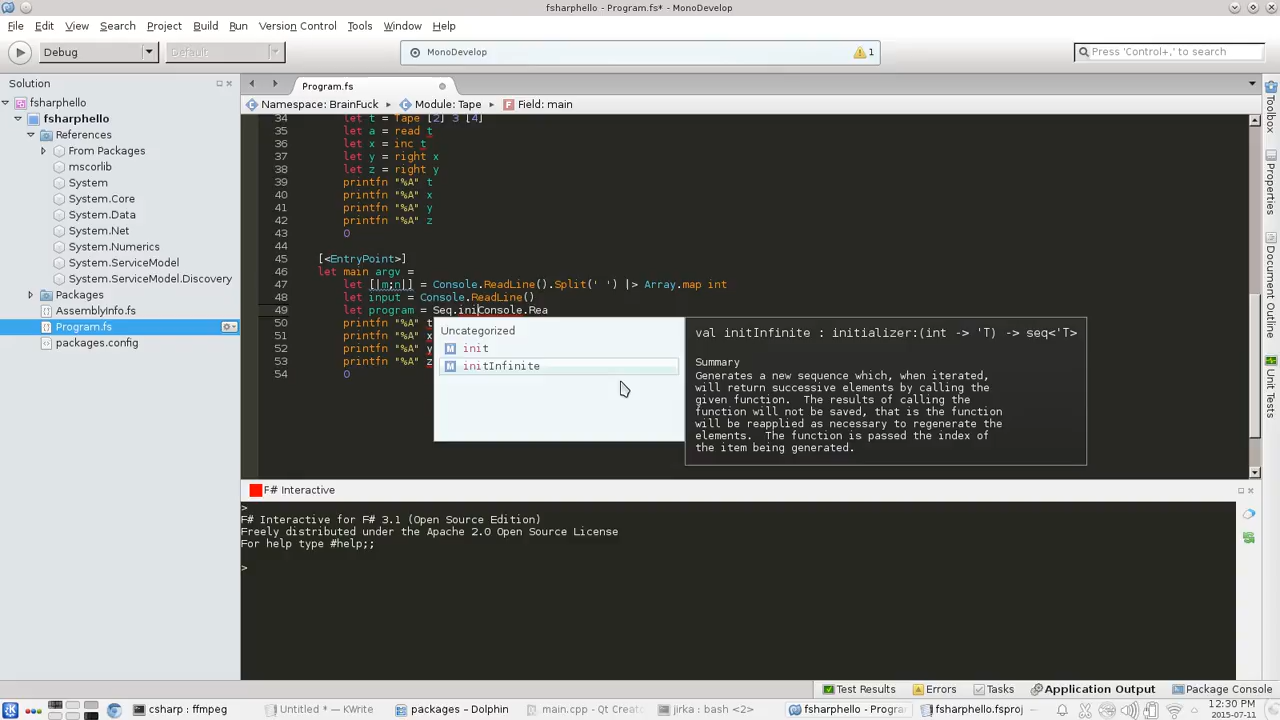 fsharphello - Program.fs* - MonoDevelop
File Edit View Search Project Build Run Version Control Tools Window Help
Debug Default MonoDevelop 1 Press 'Control+,' to search
Solution
fsharphello
fsharphello
References
From Packages
mscorlib
System
System.Core
System.Data
System.Net
System.Numerics
System.ServiceModel
System.ServiceModel.Discovery
Packages
AssemblyInfo.fs
Program.fs
packages.config
Program.fs
Namespace: BrainFuck Module: Tape Field: main
34 let t = Tape [2] 3 [4]
35 let a = read t
36 let x = inc t
37 let y = right x
38 let z = right y
39 printfn "%A" t
40 printfn "%A" x
41 printfn "%A" y
42 printfn "%A" z
43 0
44
45 [<EntryPoint>]
46 let main argv =
47 let [|m;n|] = Console.ReadLine().Split(' ') |> Array.map int
48 let input = Console.ReadLine()
49 let program = Seq.iniConsole.Rea
50 printfn "%A" t
51 printfn "%A" x
52 printfn "%A" y
53 printfn "%A" z
54 0
Uncategorized
M init
M initInfinite
val initInfinite : initializer:(int -> 'T) -> seq<'T>
Summary
Generates a new sequence which, when iterated,
will return successive elements by calling the
given function. The results of calling the
function will not be saved, that is the function
will be reapplied as necessary to regenerate the
elements. The function is passed the index of
the item being generated.
Toolbox
Properties
Document Outline
Unit Tests
F# Interactive
>
F# Interactive for F# 3.1 (Open Source Edition)
Freely distributed under the Apache 2.0 Open Source License
For help type #help;;
>
Test Results Errors Tasks Application Output Package Console
csharp : ffmpeg Untitled * — KWrite packages – Dolphin main.cpp - Qt Creato jirka : bash <2> fsharphello - Progra fsharphello.fsproj 12:30 PM
2015-07-11